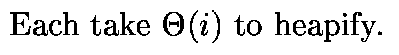 Each take Θ(i) to heapify.